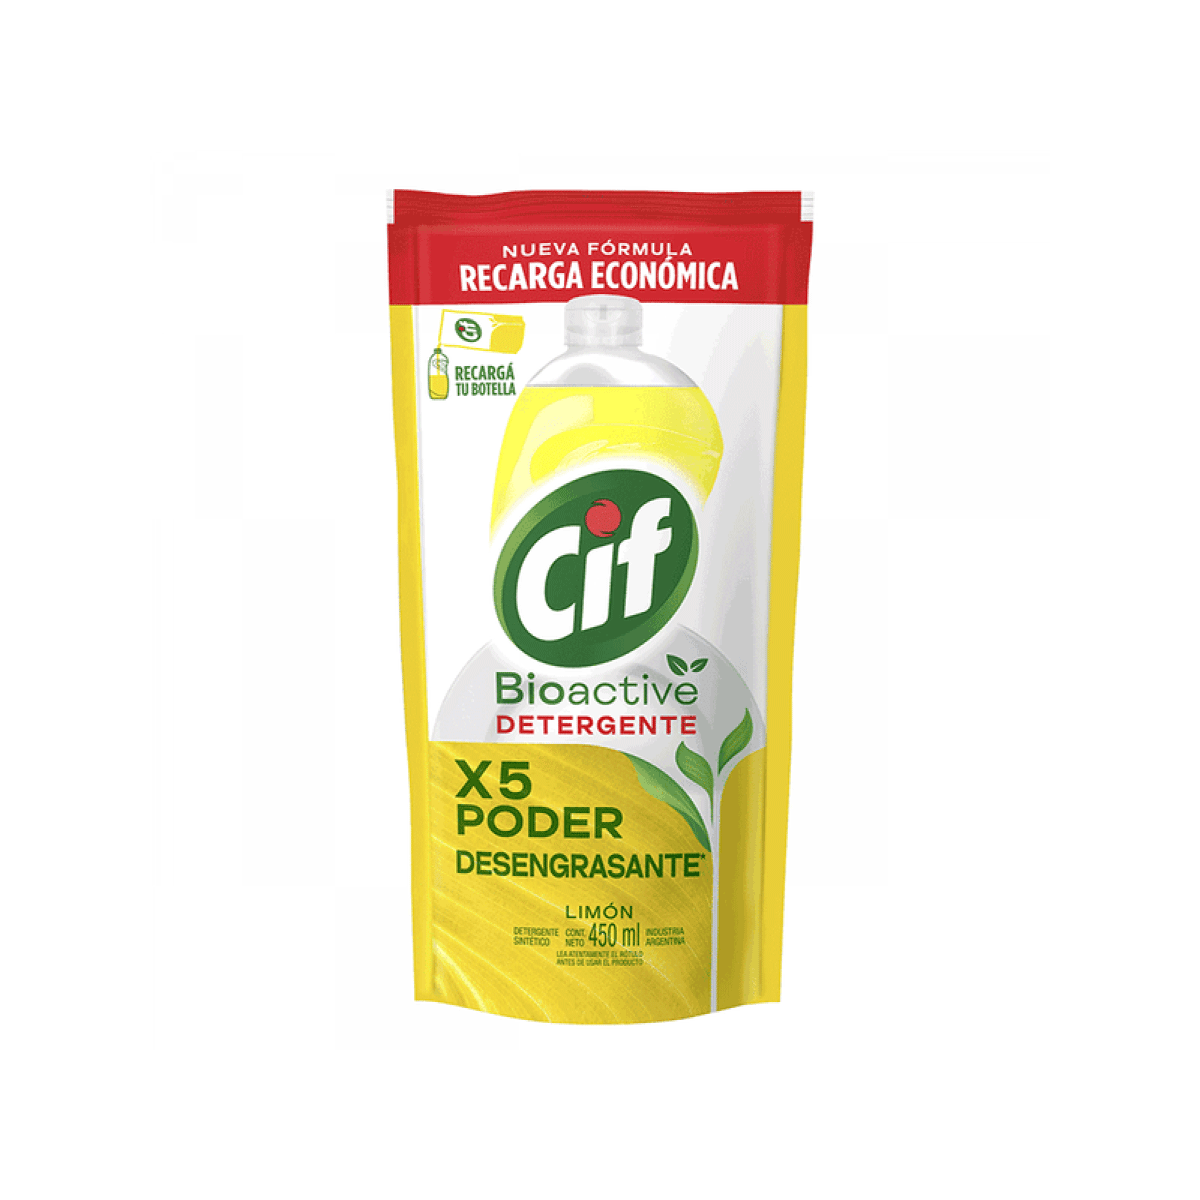 NUEVA FÓRMULA
RECARGA ECONÓMICA
RECARGÁ
TU BOTELLA
Cif
Bioactive
DETERGENTE
X5
PODER
DESENGRASANTE*
LIMÓN
DETERGENTE SINTÉTICO
CONT. NETO 450 ml
INDUSTRIA ARGENTINA
LEA ATENTAMENTE EL RÓTULO
ANTES DE USAR EL PRODUCTO